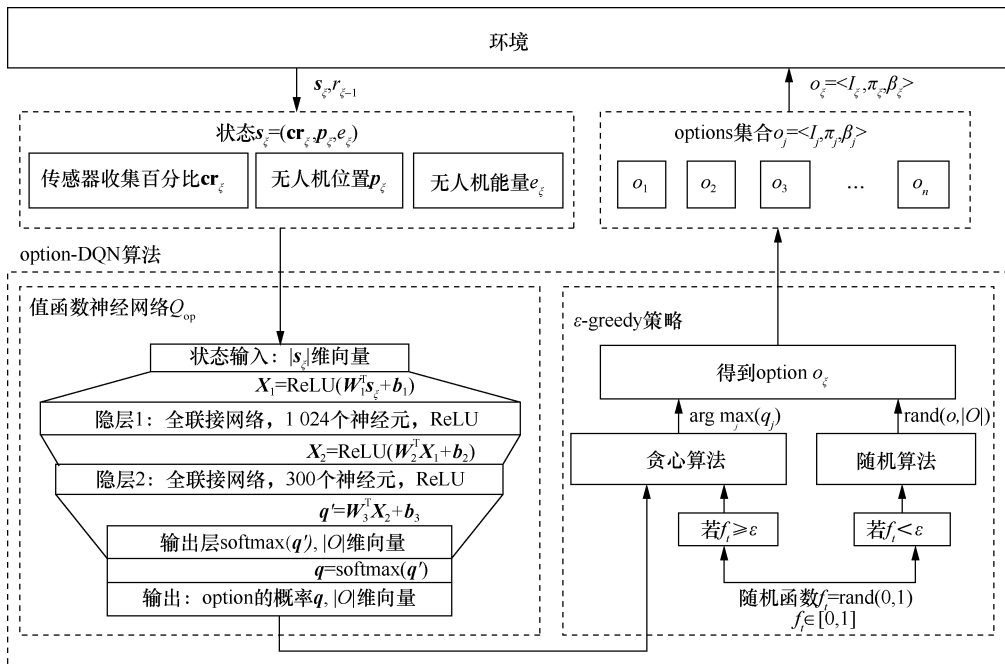 环境
s_ξ,r_{ξ−1}
o_ξ=<I_ξ,π_ξ,β_ξ>
状态s_ξ=(cr_ξ,p_ξ,e_ξ)
传感器收集百分比cr_ξ
无人机位置p_ξ
无人机能量e_ξ
options集合o_j=<I_j,π_j,β_j>
o_1
o_2
o_3
…
o_n
option-DQN算法
值函数神经网络Q_op
状态输入：|s_ξ|维向量
X_1=ReLU(W_1^T s_ξ+b_1)
隐层1：全联接网络，1 024个神经元，ReLU
X_2=ReLU(W_2^T X_1+b_2)
隐层2：全联接网络，300个神经元，ReLU
q'=W_3^T X_2+b_3
输出层softmax(q'), |O|维向量
q=softmax(q')
输出：option的概率q, |O|维向量
ε-greedy策略
得到option o_ξ
arg max_j(q_j)
rand(o,|O|)
贪心算法
随机算法
若f_t≥ε
若f_t<ε
随机函数f_t=rand(0,1)
f_t∈[0,1]